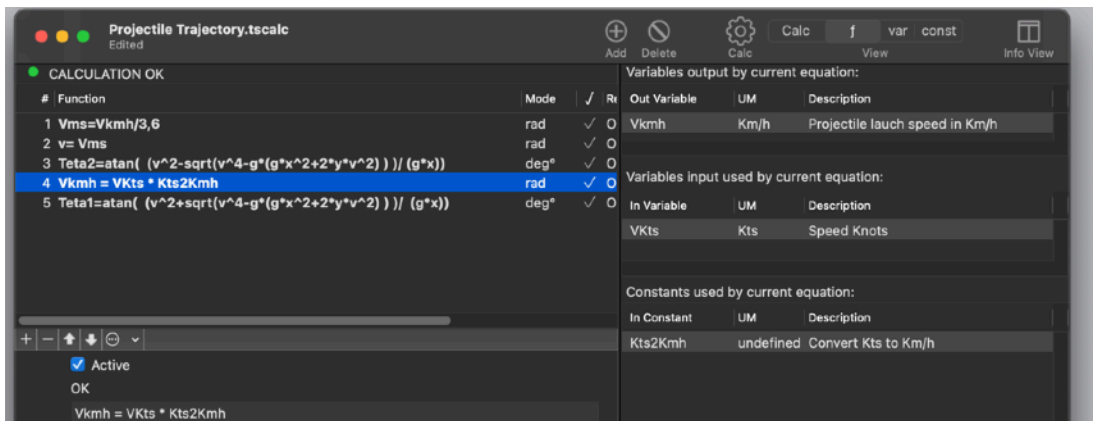 Projectile Trajectory.tscalc
Edited
Add Delete Calc Calc f var const View Info View
CALCULATION OK
# Function Mode √ Re
1 Vms=Vkmh/3,6 rad ✓ O
2 v= Vms rad ✓ O
3 Teta2=atan( (v^2-sqrt(v^4-g*(g*x^2+2*y*v^2) ) )/ (g*x)) deg° ✓ O
4 Vkmh = VKts * Kts2Kmh rad ✓ O
5 Teta1=atan( (v^2+sqrt(v^4-g*(g*x^2+2*y*v^2) ) )/ (g*x)) deg° ✓ O
Active
OK
Vkmh = VKts * Kts2Kmh
Variables output by current equation:
Out Variable UM Description
Vkmh Km/h Projectile lauch speed in Km/h
Variables input used by current equation:
In Variable UM Description
VKts Kts Speed Knots
Constants used by current equation:
In Constant UM Description
Kts2Kmh undefined Convert Kts to Km/h